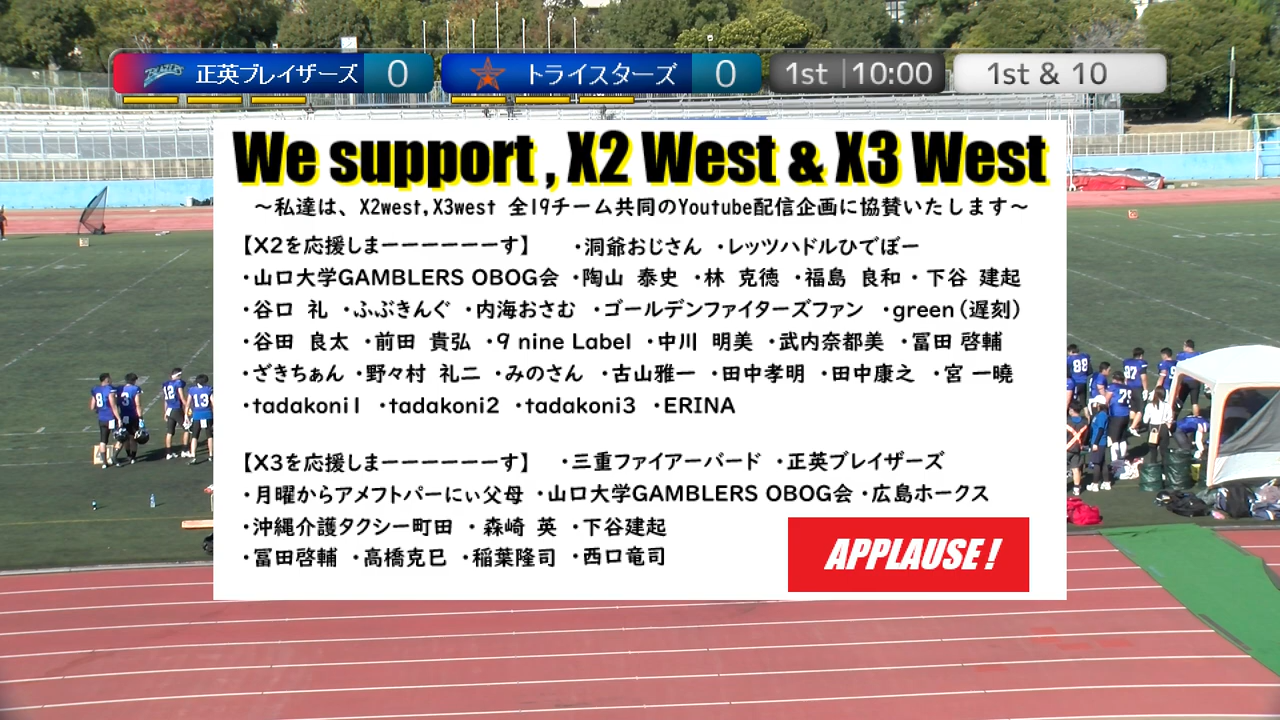 BLAZERS 正英ブレイザーズ 0 トライスターズ 0 1st 10:00 1st & 10
We support , X2 West & X3 West
～私達は、X2west,X3west 全19チーム共同のYoutube配信企画に協賛いたします～
【X2を応援しまーーーーーーす】 ・洞爺おじさん ・レッツハドルひでぼー
・山口大学GAMBLERS OBOG会 ・陶山 泰史 ・林 克徳 ・福島 良和 ・下谷 建起
・谷口 礼 ・ふぶきんぐ ・内海おさむ ・ゴールデンファイターズファン ・green（遅刻）
・谷田 良太 ・前田 貴弘 ・9 nine Label ・中川 明美 ・武内奈都美 ・冨田 啓輔
・ざきちぁん ・野々村 礼二 ・みのさん ・古山雅一 ・田中孝明 ・田中康之 ・宮 一曉
・tadakoni1 ・tadakoni2 ・tadakoni3 ・ERINA
【X3を応援しまーーーーーーす】 ・三重ファイアーバード ・正英ブレイザーズ
・月曜からアメフトパーにぃ父母 ・山口大学GAMBLERS OBOG会 ・広島ホークス
・沖縄介護タクシー町田 ・森崎 英 ・下谷建起
・冨田啓輔 ・高橋克巳 ・稲葉隆司 ・西口竜司
APPLAUSE!
8
3
12
13
88
97